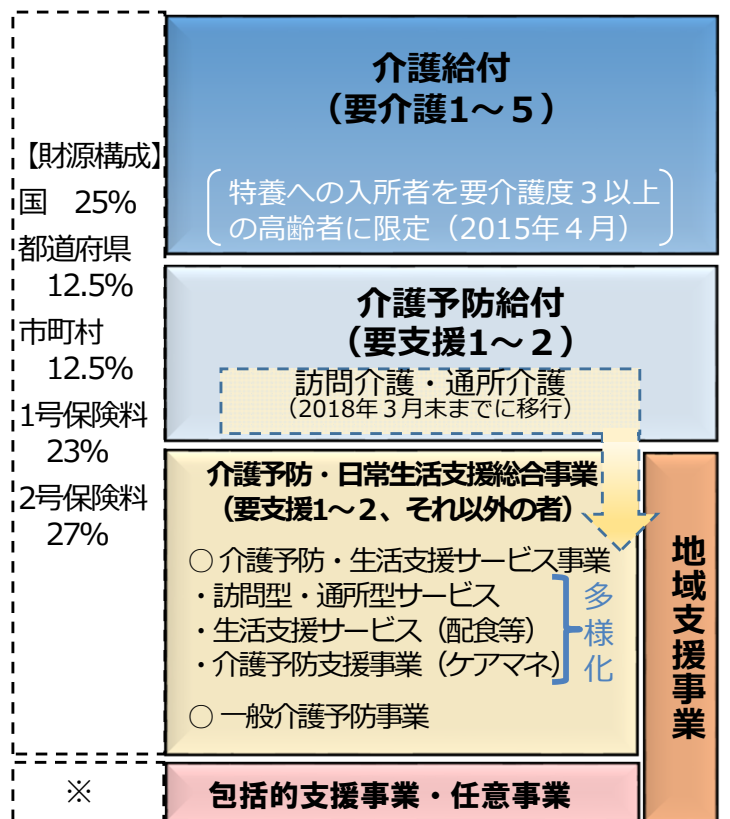 【財源構成】
国 25%
都道府県
12.5%
市町村
12.5%
1号保険料
23%
2号保険料
27%
介護給付
（要介護1～５）
特養への入所者を要介護度３以上
の高齢者に限定（2015年４月）
介護予防給付
（要支援1～２）
訪問介護・通所介護
（2018年３月末までに移行）
介護予防・日常生活支援総合事業
（要支援1～２、それ以外の者）
○ 介護予防・生活支援サービス事業
・訪問型・通所型サービス
・生活支援サービス（配食等）
・介護予防支援事業（ケアマネ）
多様化
○ 一般介護予防事業
地域支援事業
※
包括的支援事業・任意事業